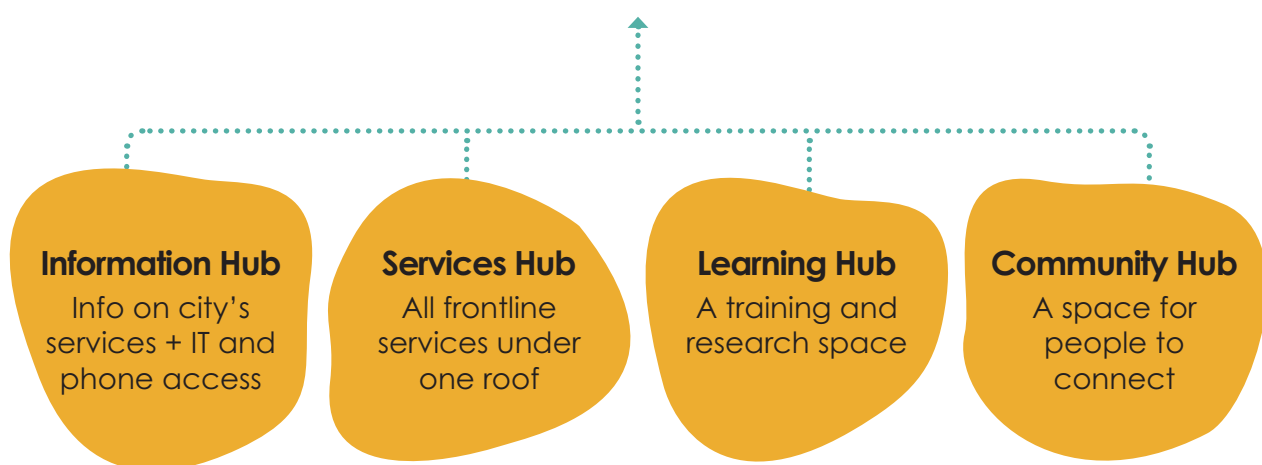 Information Hub
Info on city’s
services + IT and
phone access
Services Hub
All frontline
services under
one roof
Learning Hub
A training and
research space
Community Hub
A space for
people to
connect